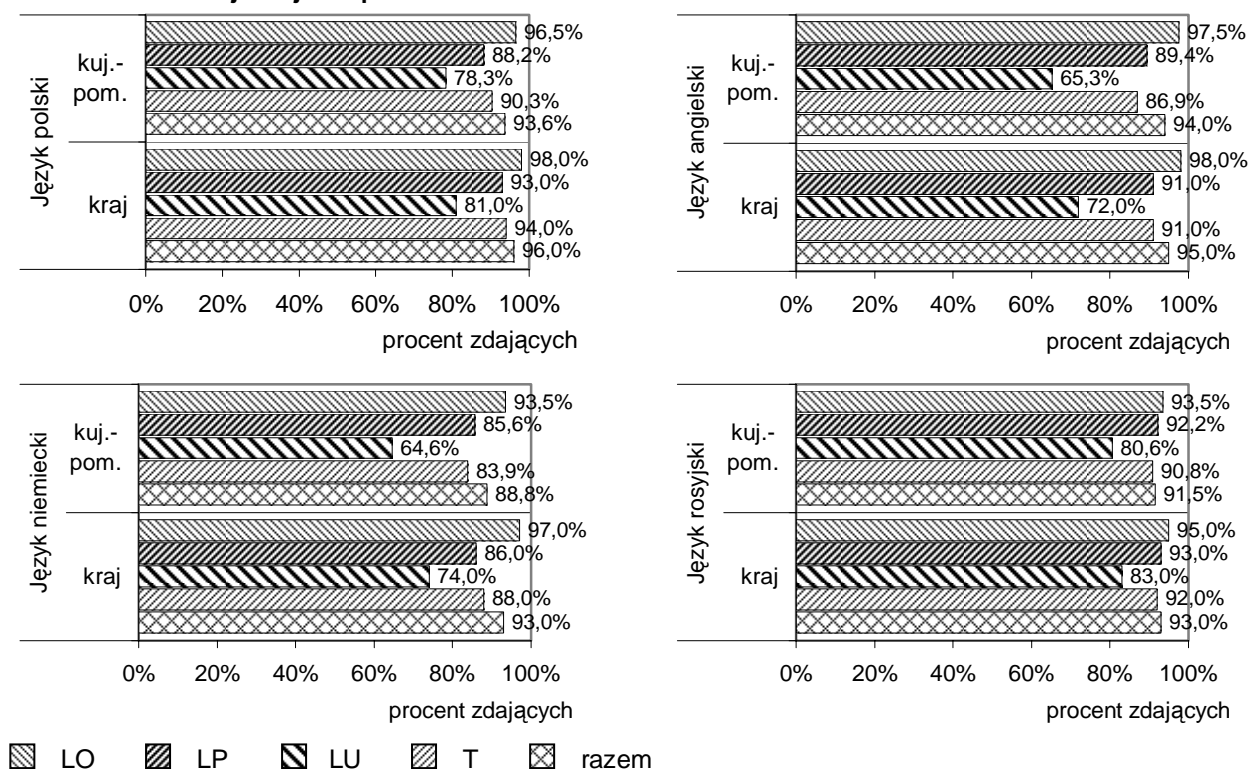 Język polski
kuj.-
pom.
96,5%
88,2%
78,3%
90,3%
93,6%
kraj
98,0%
93,0%
81,0%
94,0%
96,0%
0% 20% 40% 60% 80% 100%
procent zdających
Język angielski
kuj.-
pom.
97,5%
89,4%
65,3%
86,9%
94,0%
kraj
98,0%
91,0%
72,0%
91,0%
95,0%
0% 20% 40% 60% 80% 100%
procent zdających
Język niemiecki
kuj.-
pom.
93,5%
85,6%
64,6%
83,9%
88,8%
kraj
97,0%
86,0%
74,0%
88,0%
93,0%
0% 20% 40% 60% 80% 100%
procent zdających
Język rosyjski
kuj.-
pom.
93,5%
92,2%
80,6%
90,8%
91,5%
kraj
95,0%
93,0%
83,0%
92,0%
93,0%
0% 20% 40% 60% 80% 100%
procent zdających
LO LP LU T razem